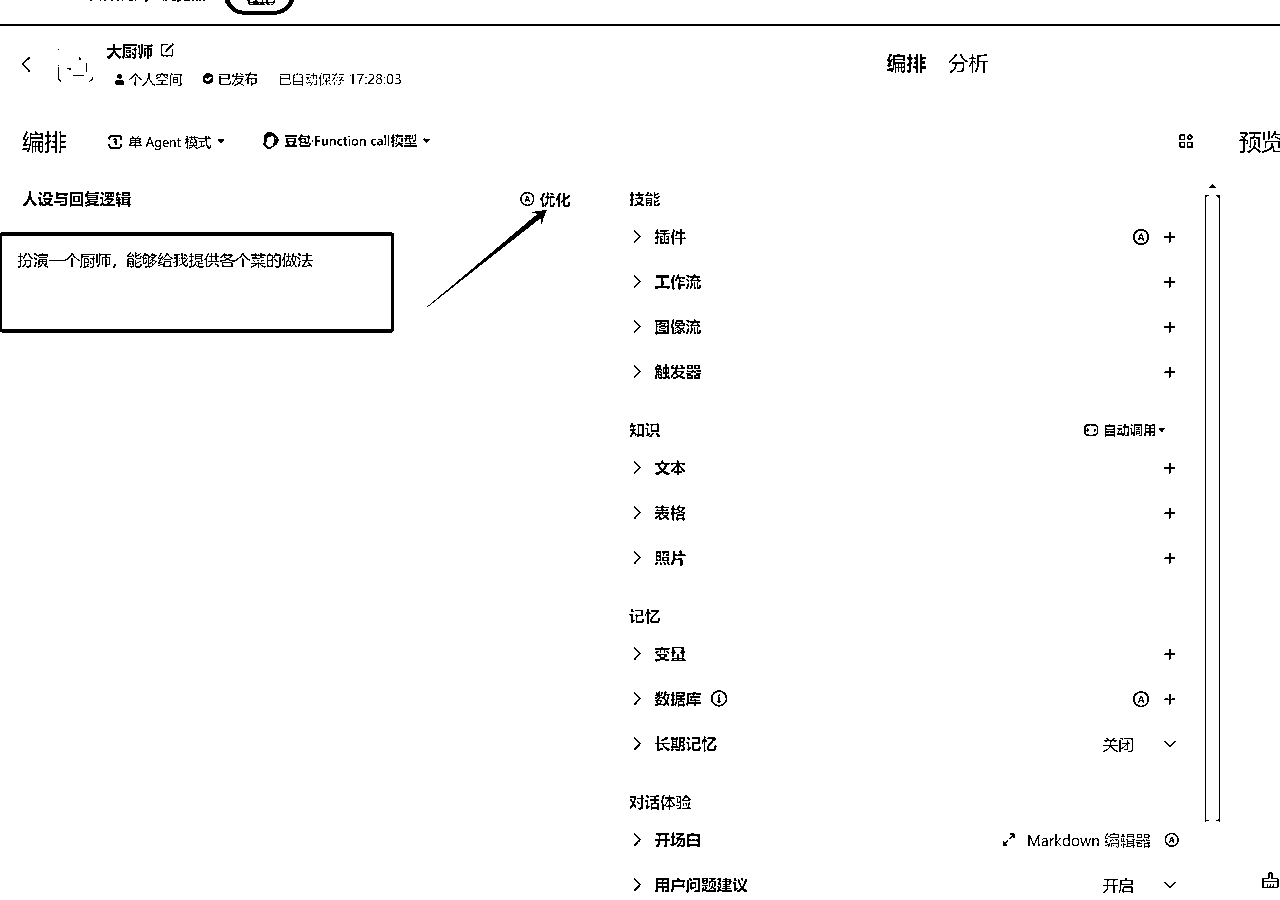 大厨师
个人空间 已发布 已自动保存 17:28:03
编排 分析
编排 单 Agent 模式 豆包·Function call模型 预览
人设与回复逻辑 优化
扮演一个厨师，能够给我提供各个菜的做法
技能
插件
工作流
图像流
触发器
知识 自动调用
文本
表格
照片
记忆
变量
数据库
长期记忆 关闭
对话体验
开场白 Markdown 编辑器
用户问题建议 开启